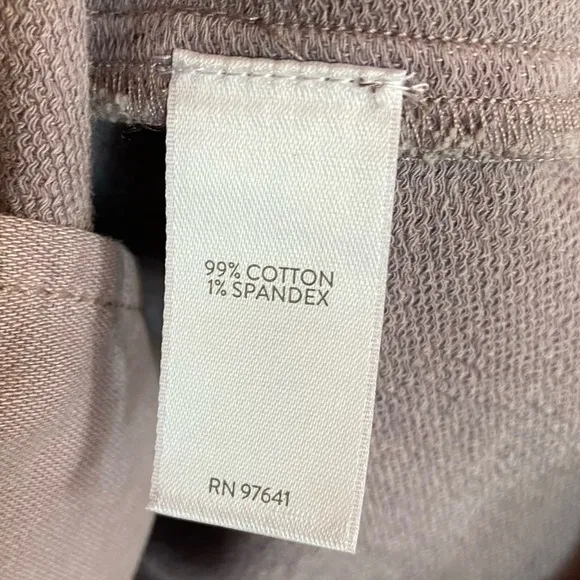 99% COTTON
1% SPANDEX
RN 97641